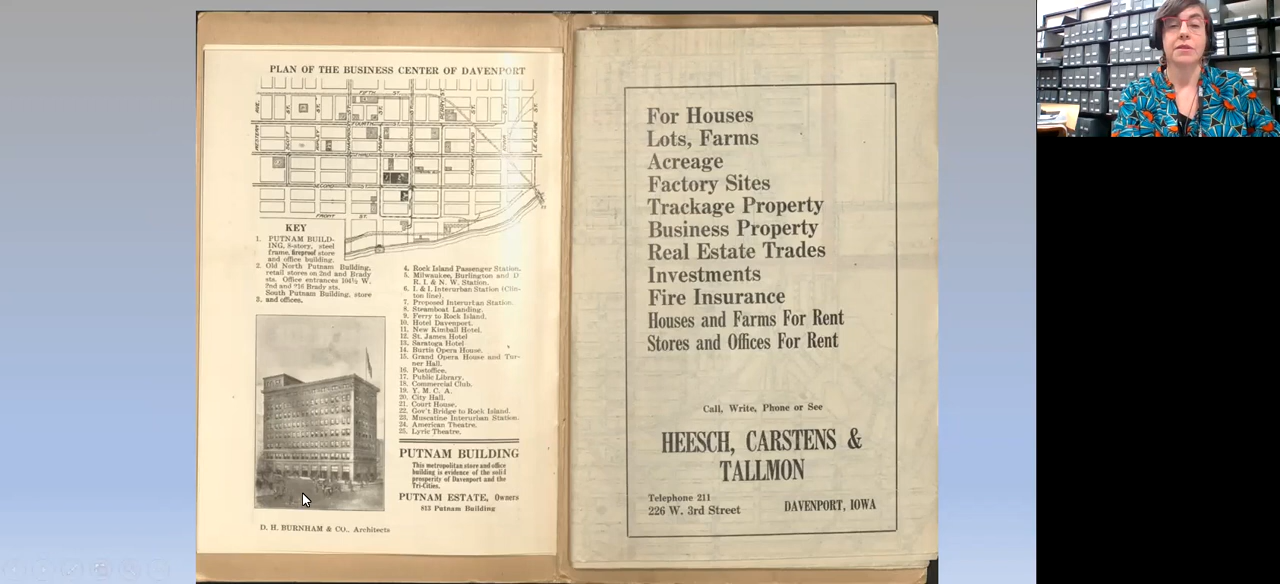 PLAN OF THE BUSINESS CENTER OF DAVENPORT
FIFTH ST.
FRONT ST.
KEY
1. PUTNAM BUILD-
ING, 8-story, steel
frame, fireproof store
and office building.
2. Old North Putnam Building,
retail stores on 2nd and Brady
sts. Office entrances 104½ W.
2nd and 216 Brady sts.
South Putnam Building, store
3. and offices.
4. Rock Island Passenger Station.
5. Milwaukee, Burlington and D
R. I. & N. W. Station.
6. I. & I. Interurban Station (Clin-
ton line).
7. Proposed Interurban Station.
8. Steamboat Landing.
9. Ferry to Rock Island.
10. Hotel Davenport.
11. New Kimball Hotel.
12. St. James Hotel
13. Saratoga Hotel
14. Burtis Opera House.
15. Grand Opera House and Tur-
ner Hall.
16. Postoffice.
17. Public Library.
18. Commercial Club.
19. Y. M. C. A.
20. City Hall.
21. Court House.
22. Gov't Bridge to Rock Island.
23. Muscatine Interurban Station.
24. American Theatre.
25. Lyric Theatre.
PUTNAM BUILDING
This metropolitan store and office
building is evidence of the solid
prosperity of Davenport and the
Tri-Cities.
PUTNAM ESTATE, Owners
813 Putnam Building
D. H. BURNHAM & CO., Architects
For Houses
Lots, Farms
Acreage
Factory Sites
Trackage Property
Business Property
Real Estate Trades
Investments
Fire Insurance
Houses and Farms For Rent
Stores and Offices For Rent
Call, Write, Phone or See
HEESCH, CARSTENS &
TALLMON
Telephone 211
226 W. 3rd Street
DAVENPORT, IOWA